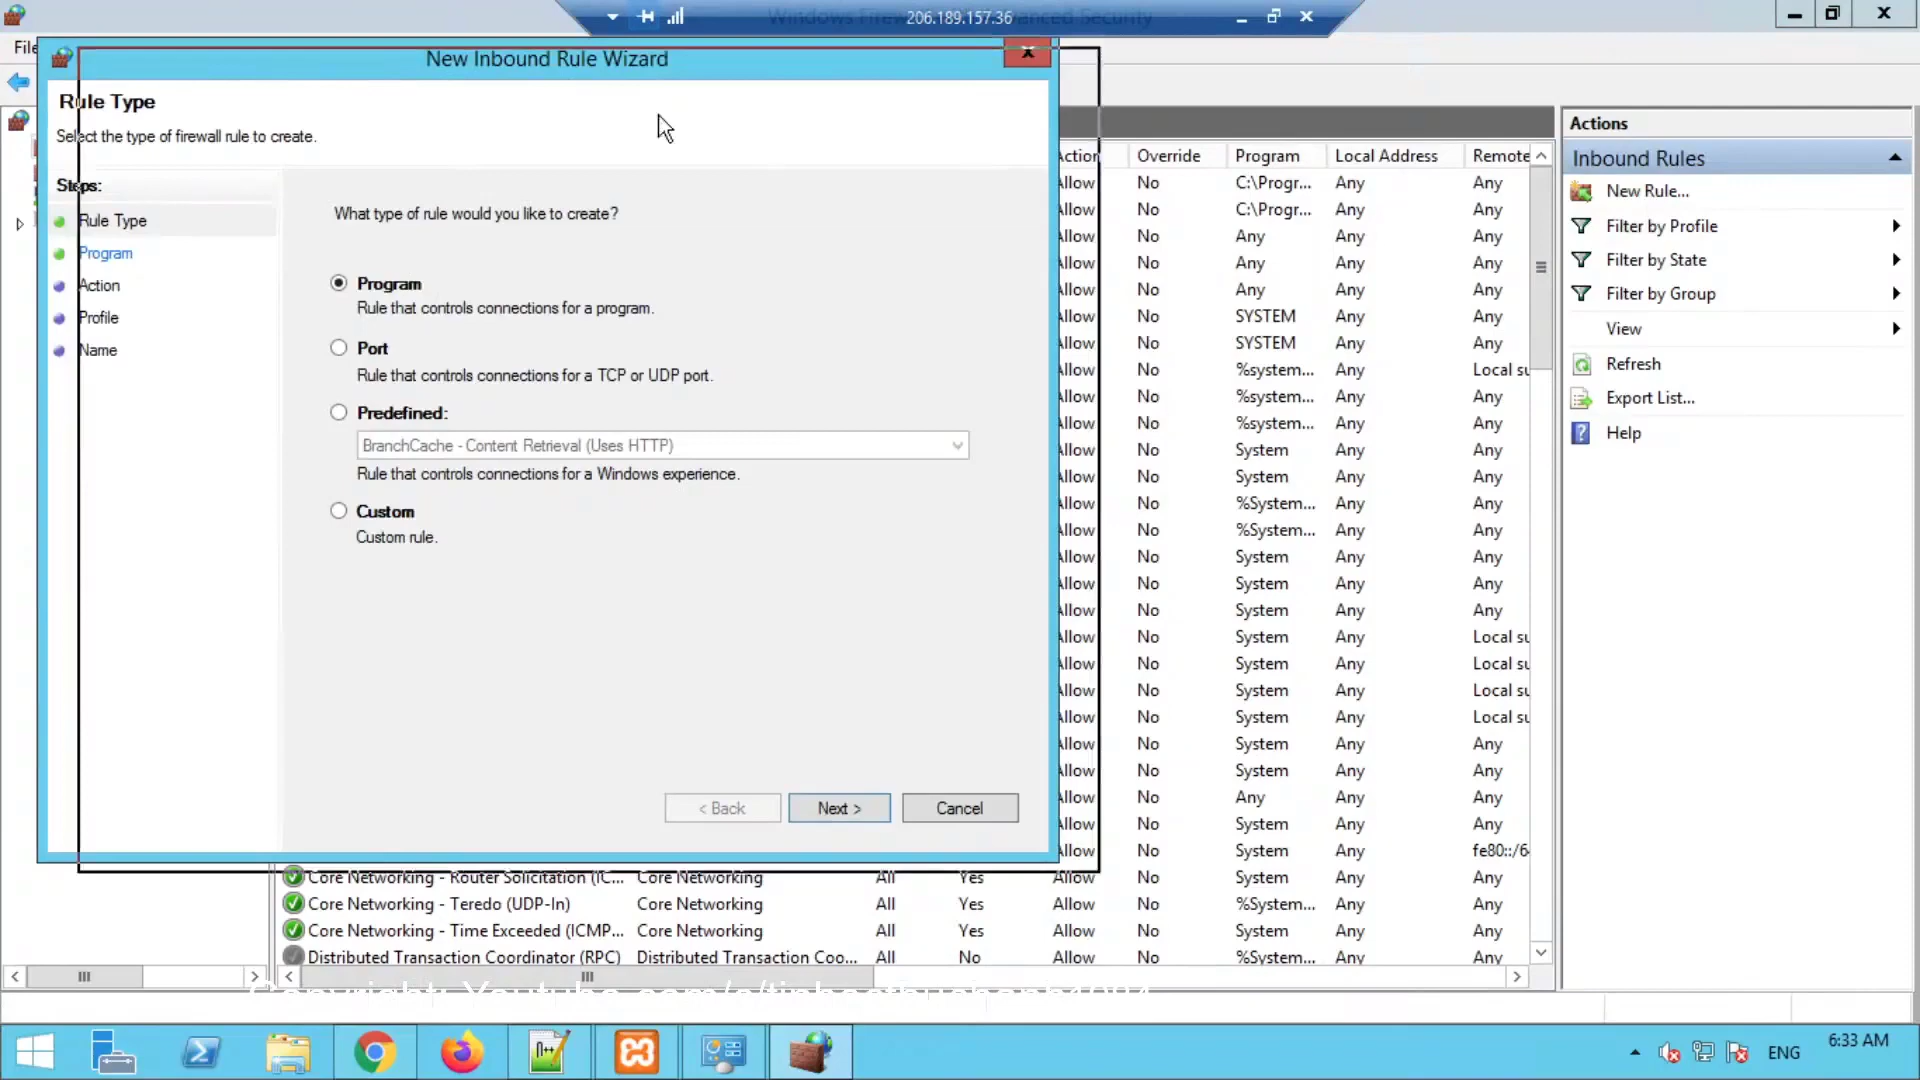 206.189.157.36
File
New Inbound Rule Wizard
x
Rule Type
Select the type of firewall rule to create.
Steps:
Rule Type
Program
Action
Profile
Name
What type of rule would you like to create?
Program
Rule that controls connections for a program.
Port
Rule that controls connections for a TCP or UDP port.
Predefined:
BranchCache - Content Retrieval (Uses HTTP)
Rule that controls connections for a Windows experience.
Custom
Custom rule.
< Back
Next >
Cancel
Action Override Program Local Address Remote
Allow No C:\Progr... Any Any
Allow No C:\Progr... Any Any
Allow No Any Any Any
Allow No Any Any Any
Allow No Any Any Any
Allow No SYSTEM Any Any
Allow No SYSTEM Any Any
Allow No %system... Any Local su
Allow No %system... Any Any
Allow No %system... Any Any
Allow No System Any Any
Allow No System Any Any
Allow No %System... Any Any
Allow No %System... Any Any
Allow No System Any Any
Allow No System Any Any
Allow No System Any Any
Allow No System Any Local su
Allow No System Any Local su
Allow No System Any Local su
Allow No System Any Local su
Allow No System Any Any
Allow No System Any Any
Allow No Any Any Any
Allow No System Any Any
Allow No System Any fe80::/6
Core Networking - Router Solicitation (IC... Core Networking All Yes Allow No System Any Any
Core Networking - Teredo (UDP-In) Core Networking All Yes Allow No %System... Any Any
Core Networking - Time Exceeded (ICMP... Core Networking All Yes Allow No System Any Any
Distributed Transaction Coordinator (RPC) Distributed Transaction Coo... All No Allow No %System... Any Any
Actions
Inbound Rules
New Rule...
Filter by Profile
Filter by State
Filter by Group
View
Refresh
Export List...
Help
ENG
6:33 AM